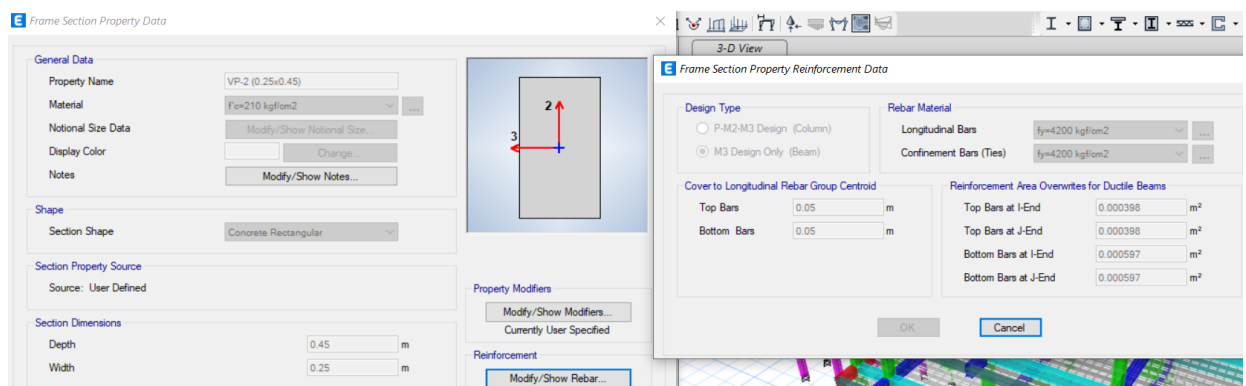 E Frame Section Property Data
General Data
Property Name VP-2 (0.25x0.45)
Material f'c=210 kgf/cm2 ...
Notional Size Data Modify/Show Notional Size...
Display Color Change...
Notes Modify/Show Notes...
Shape
Section Shape Concrete Rectangular
Section Property Source
Source: User Defined
Section Dimensions
Depth 0.45 m
Width 0.25 m
2
3
Property Modifiers
Modify/Show Modifiers...
Currently User Specified
Reinforcement
Modify/Show Rebar...
3-D View
E Frame Section Property Reinforcement Data
Design Type
P-M2-M3 Design (Column)
M3 Design Only (Beam)
Rebar Material
Longitudinal Bars fy=4200 kgf/cm2 ...
Confinement Bars (Ties) fy=4200 kgf/cm2 ...
Cover to Longitudinal Rebar Group Centroid
Top Bars 0.05 m
Bottom Bars 0.05 m
Reinforcement Area Overwrites for Ductile Beams
Top Bars at I-End 0.000398 m²
Top Bars at J-End 0.000398 m²
Bottom Bars at I-End 0.000597 m²
Bottom Bars at J-End 0.000597 m²
OK Cancel